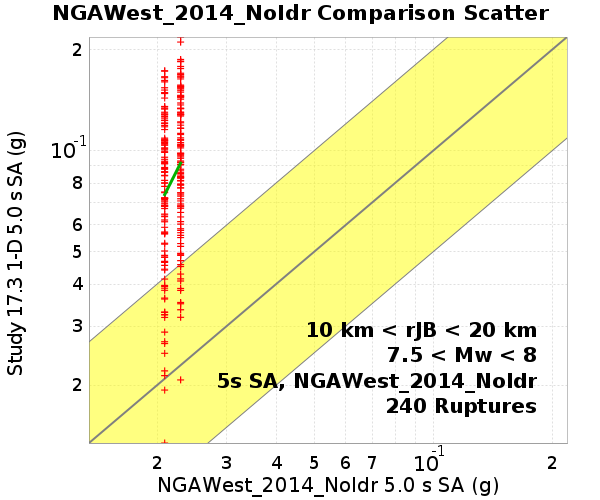 NGAWest_2014_NoIdr Comparison Scatter
Study 17.3 1-D 5.0 s SA (g)
2
10-1
8
6
5
4
3
2
10 km < rJB < 20 km
7.5 < Mw < 8
5s SA, NGAWest_2014_NoIdr
240 Ruptures
2 3 4 5 6 7 10-1 2
NGAWest_2014_NoIdr 5.0 s SA (g)